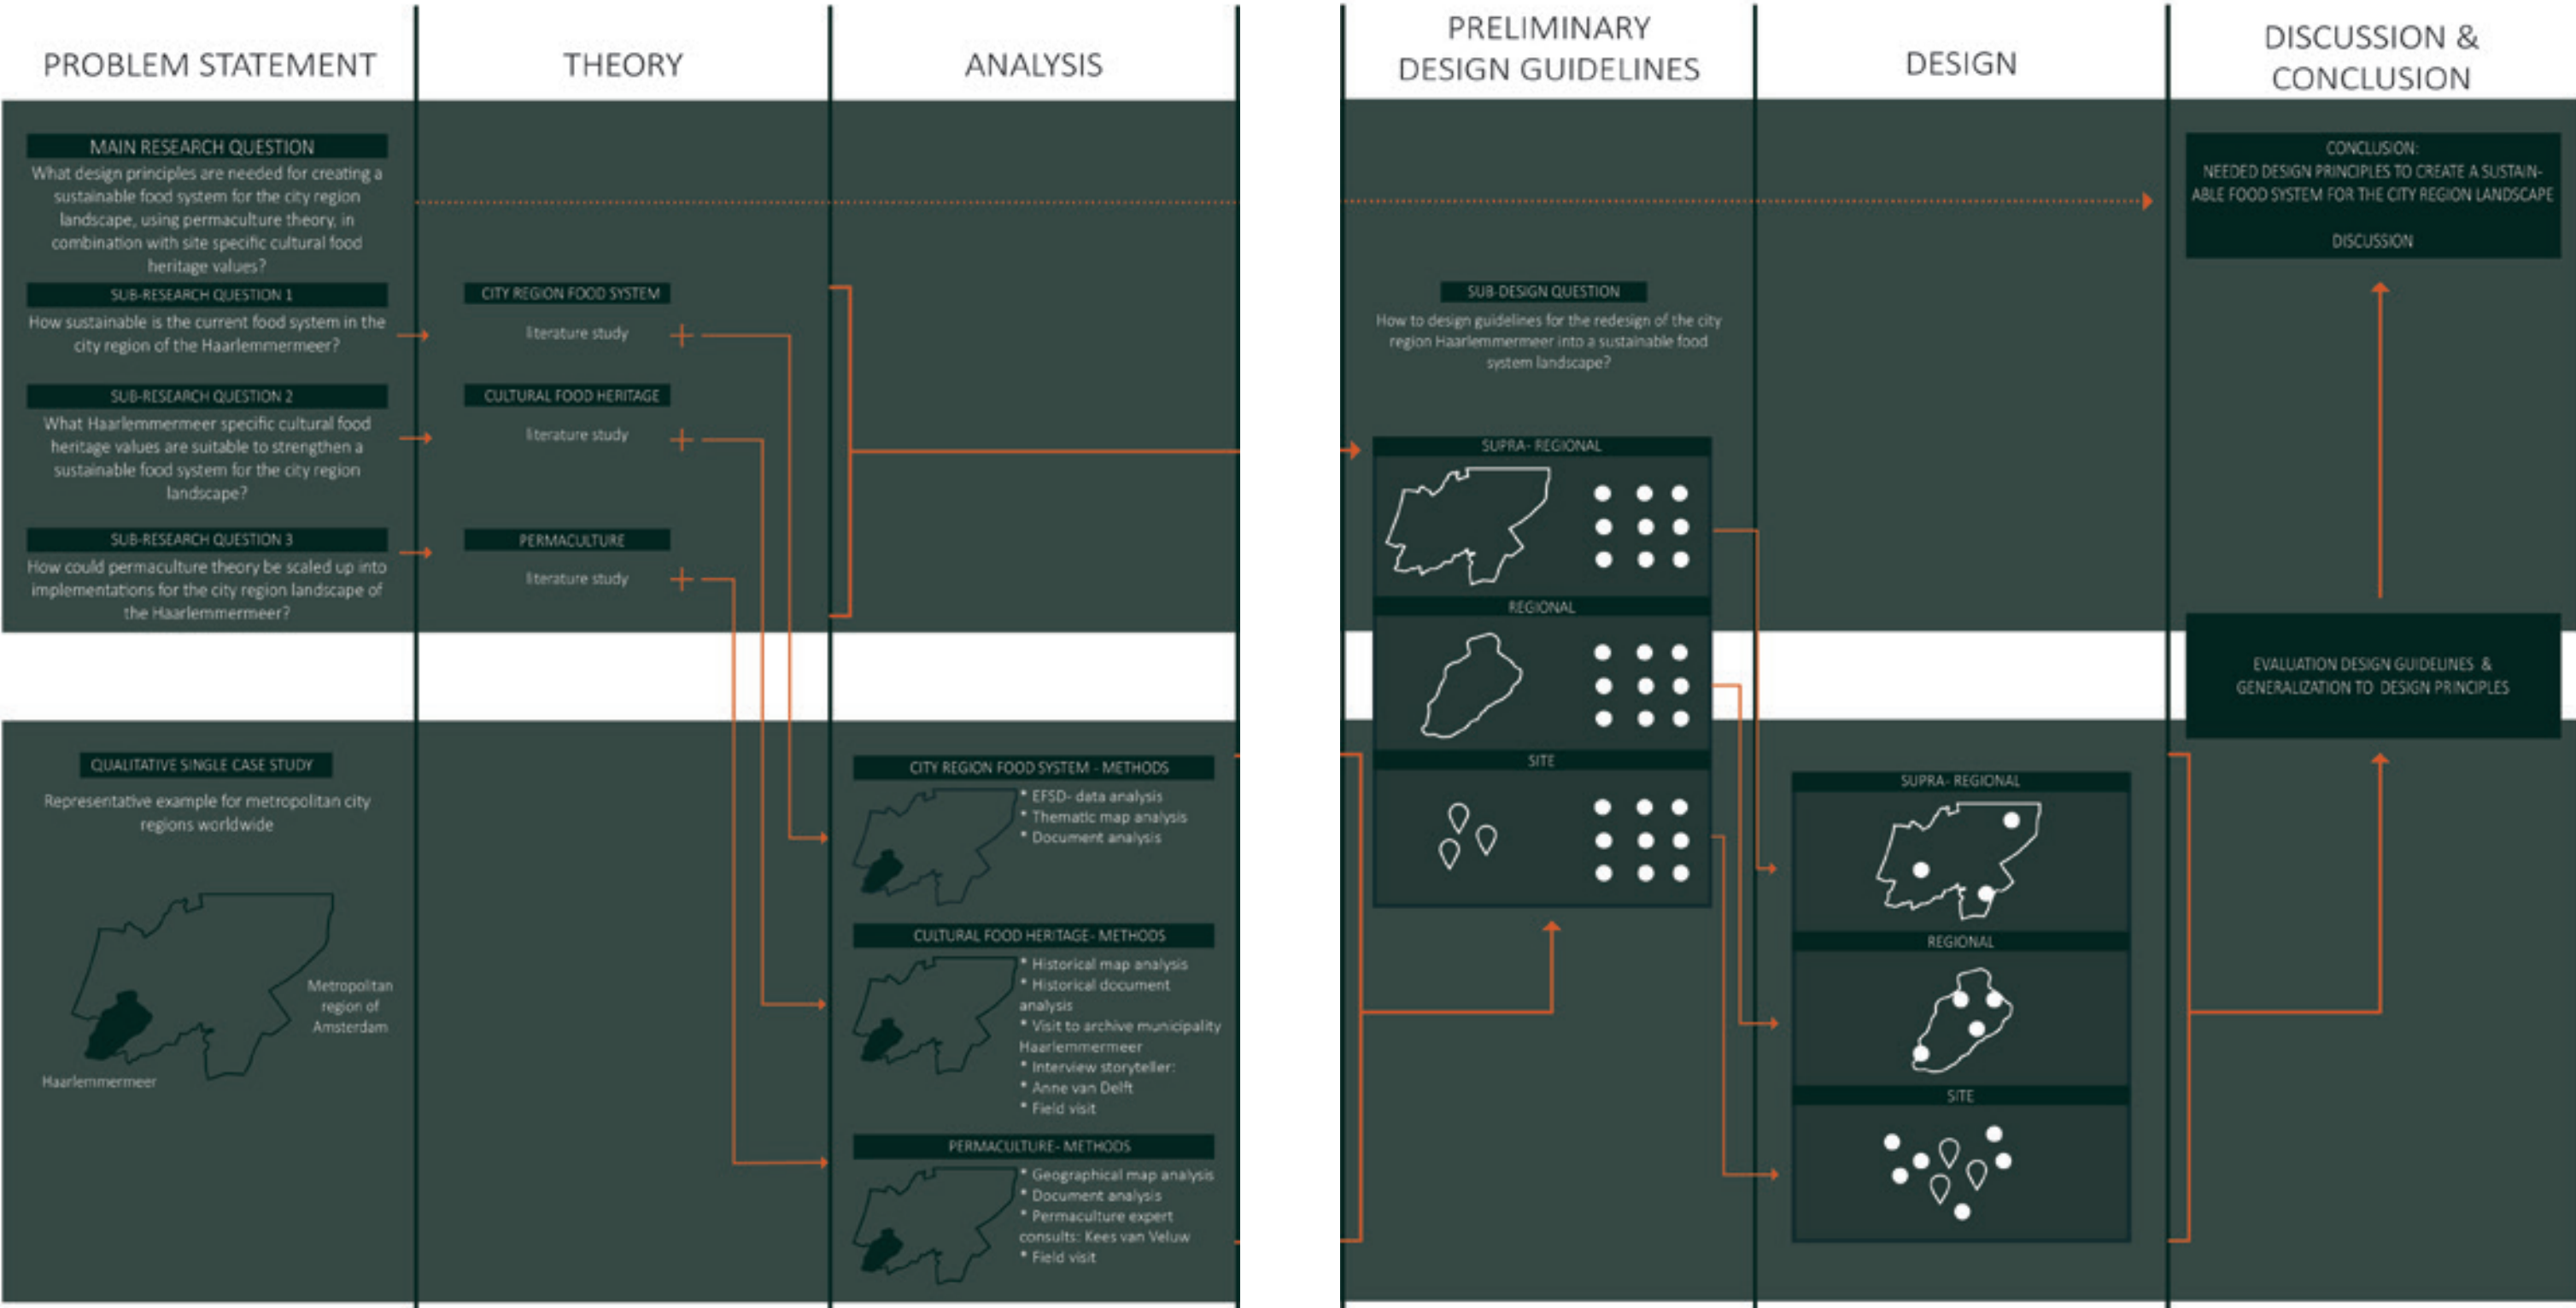 PROBLEM STATEMENT
MAIN RESEARCH QUESTION
What design principles are needed for creating a
sustainable food system for the city region
landscape, using permaculture theory, in
combination with site specific cultural food
heritage values?
SUB-RESEARCH QUESTION 1
How sustainable is the current food system in the
city region of the Haarlemmermeer?
SUB-RESEARCH QUESTION 2
What Haarlemmermeer specific cultural food
heritage values are suitable to strengthen a
sustainable food system for the city region
landscape?
SUB-RESEARCH QUESTION 3
How could permaculture theory be scaled up into
implementations for the city region landscape of
the Haarlemmermeer?
QUALITATIVE SINGLE CASE STUDY
Representative example for metropolitan city
regions worldwide
Metropolitan
region of
Amsterdam
Haarlemmermeer
THEORY
CITY REGION FOOD SYSTEM
literature study
CULTURAL FOOD HERITAGE
literature study
PERMACULTURE
literature study
ANALYSIS
CITY REGION FOOD SYSTEM - METHODS
* EFSD- data analysis
* Thematic map analysis
* Document analysis
CULTURAL FOOD HERITAGE- METHODS
* Historical map analysis
* Historical document
analysis
* Visit to archive municipality
Haarlemmermeer
* Interview storyteller:
* Anne van Delft
* Field visit
PERMACULTURE- METHODS
* Geographical map analysis
* Document analysis
* Permaculture expert
consults: Kees van Veluw
* Field visit
PRELIMINARY
DESIGN GUIDELINES
SUB-DESIGN QUESTION
How to design guidelines for the redesign of the city
region Haarlemmermeer into a sustainable food
system landscape?
SUPRA- REGIONAL
REGIONAL
SITE
DESIGN
SUPRA- REGIONAL
REGIONAL
SITE
DISCUSSION &
CONCLUSION
CONCLUSION:
NEEDED DESIGN PRINCIPLES TO CREATE A SUSTAIN-
ABLE FOOD SYSTEM FOR THE CITY REGION LANDSCAPE
DISCUSSION
EVALUATION DESIGN GUIDELINES &
GENERALIZATION TO DESIGN PRINCIPLES